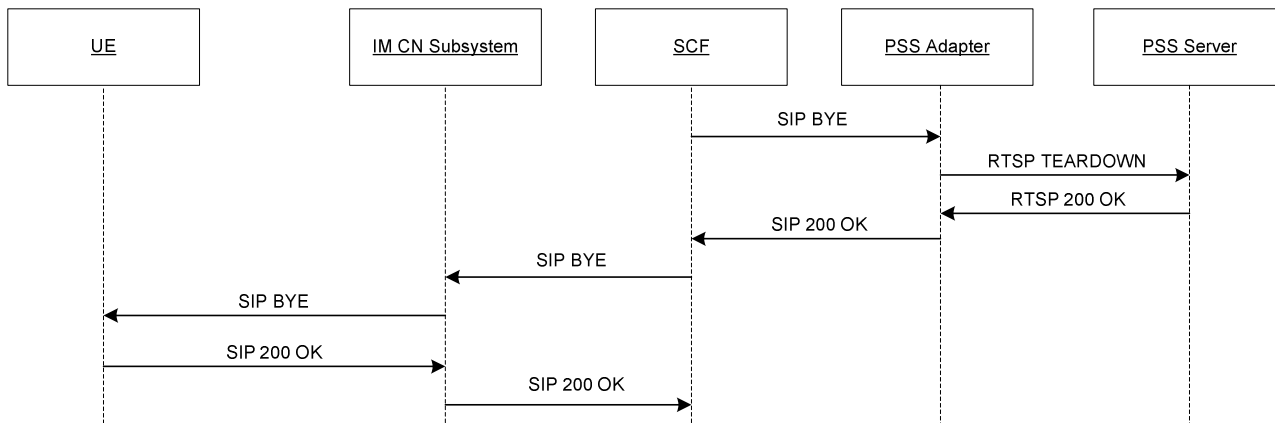 UE
IM CN Subsystem
SCF
PSS Adapter
PSS Server
SIP BYE
RTSP TEARDOWN
RTSP 200 OK
SIP 200 OK
SIP BYE
SIP BYE
SIP 200 OK
SIP 200 OK